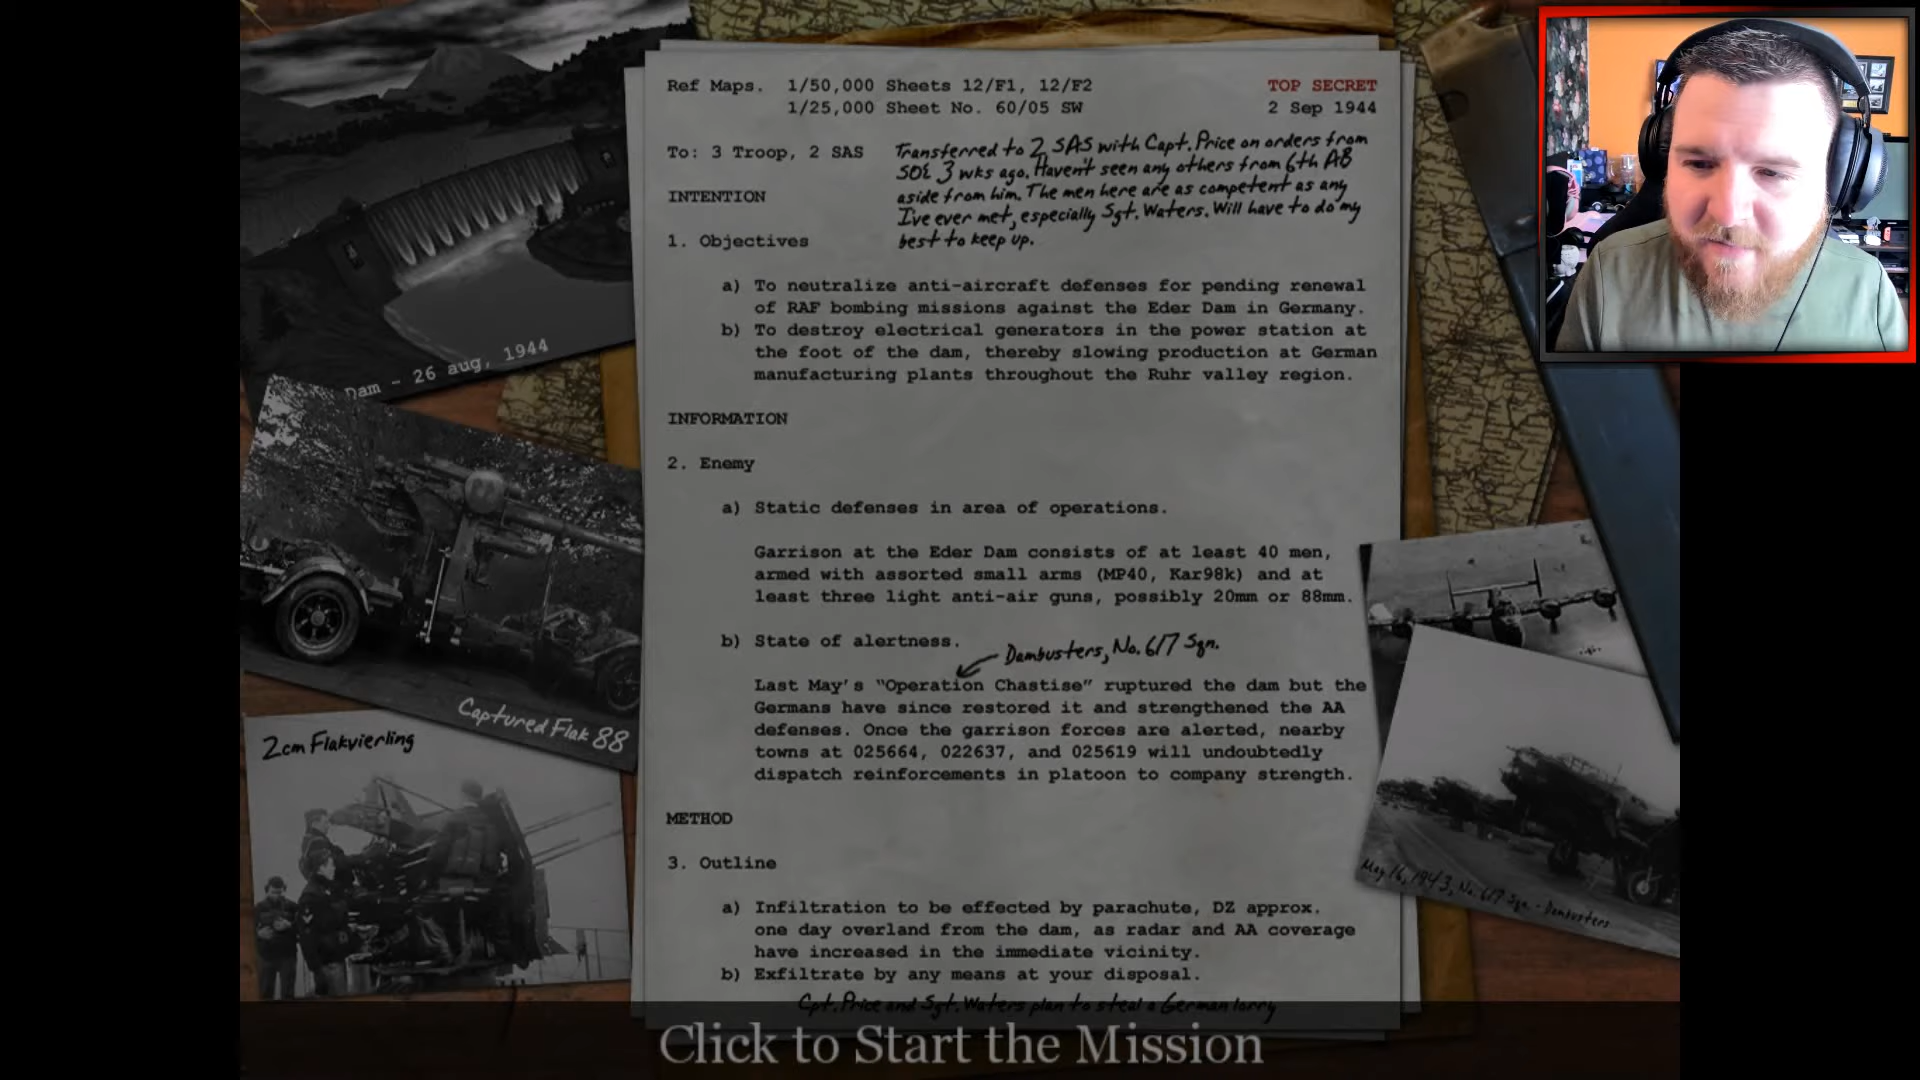 Ref Maps. 1/50,000 Sheets 12/F1, 12/F2
1/25,000 Sheet No. 60/05 SW
TOP SECRET
2 Sep 1944
To: 3 Troop, 2 SAS
Transferred to 2 SAS with Capt. Price on orders from
SOE 3 wks ago. Haven't seen any others from 6th AB
aside from him. The men here are as competent as any
I've ever met, especially Sgt. Waters. Will have to do my
best to keep up.
INTENTION
1. Objectives
a) To neutralize anti-aircraft defenses for pending renewal
of RAF bombing missions against the Eder Dam in Germany.
b) To destroy electrical generators in the power station at
the foot of the dam, thereby slowing production at German
manufacturing plants throughout the Ruhr valley region.
INFORMATION
2. Enemy
a) Static defenses in area of operations.
Garrison at the Eder Dam consists of at least 40 men,
armed with assorted small arms (MP40, Kar98k) and at
least three light anti-air guns, possibly 20mm or 88mm.
b) State of alertness.
Dambusters, No. 617 Sqn.
Last May's "Operation Chastise" ruptured the dam but the
Germans have since restored it and strengthened the AA
defenses. Once the garrison forces are alerted, nearby
towns at 025664, 022637, and 025619 will undoubtedly
dispatch reinforcements in platoon to company strength.
METHOD
3. Outline
a) Infiltration to be effected by parachute, DZ approx.
one day overland from the dam, as radar and AA coverage
have increased in the immediate vicinity.
b) Exfiltrate by any means at your disposal.
Cpt. Price and Sgt. Waters plan to steal a German lorry
Dam - 26 aug, 1944
Captured Flak 88
2cm Flakvierling
May 16, 1943, No. 617 Sqn - Dambusters
Click to Start the Mission